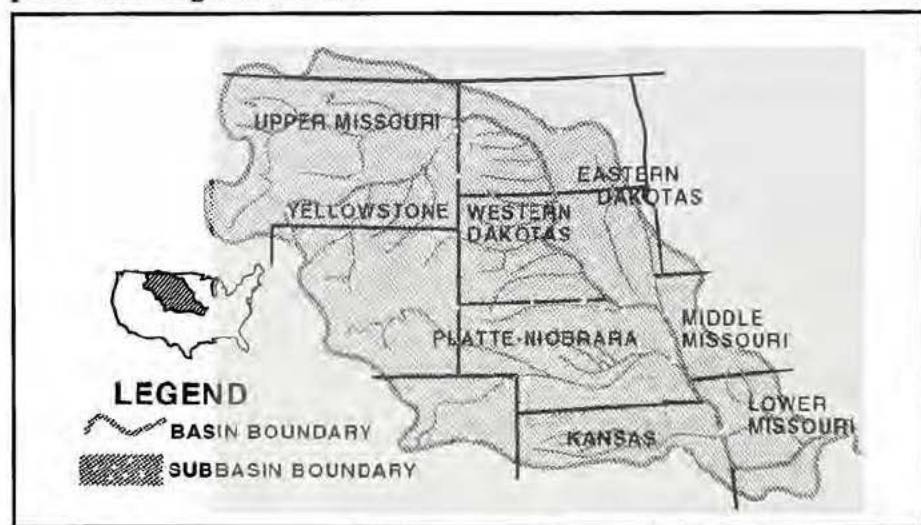 UPPER MISSOURI
EASTERN
DAKOTAS
YELLOWSTONE
WESTERN
DAKOTAS
PLATTE-NIOBRARA
MIDDLE
MISSOURI
LEGEND
BASIN BOUNDARY
SUBBASIN BOUNDARY
LOWER
MISSOURI
KANSAS